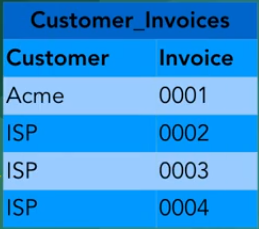 Customer_Invoices
Customer Invoice
Acme 0001
ISP 0002
ISP 0003
ISP 0004